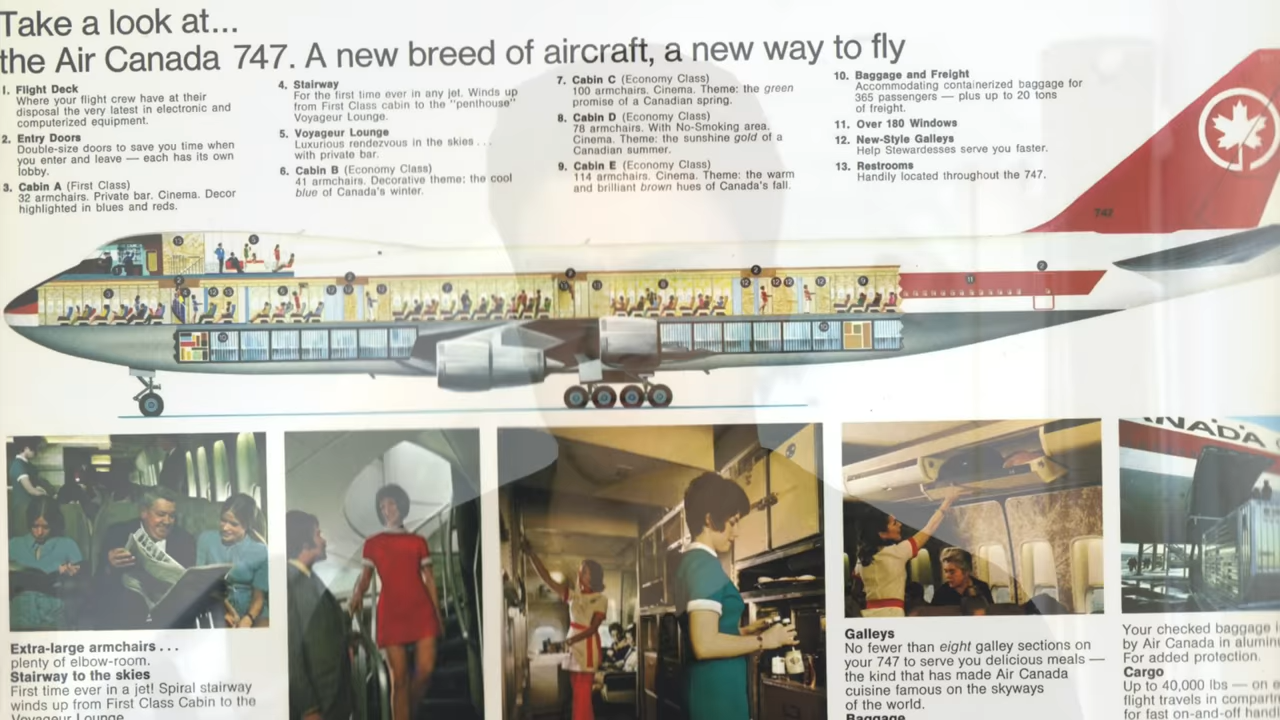 Take a look at...
the Air Canada 747. A new breed of aircraft, a new way to fly
1. Flight Deck
Where your flight crew have at their
disposal the very latest in electronic and
computerized equipment.
2. Entry Doors
Double-size doors to save you time when
you enter and leave — each has its own
lobby.
3. Cabin A (First Class)
32 armchairs. Private bar. Cinema. Decor
highlighted in blues and reds.
4. Stairway
For the first time ever in any jet. Winds up
from First Class cabin to the "penthouse"
Voyageur Lounge.
5. Voyageur Lounge
Luxurious rendezvous in the skies...
with private bar.
6. Cabin B (Economy Class)
41 armchairs. Decorative theme: the cool
blue of Canada's winter.
7. Cabin C (Economy Class)
100 armchairs. Cinema. Theme: the green
promise of a Canadian spring.
8. Cabin D (Economy Class)
78 armchairs. With No-Smoking area.
Cinema. Theme: the sunshine gold of a
Canadian summer.
9. Cabin E (Economy Class)
114 armchairs. Cinema. Theme: the warm
and brilliant brown hues of Canada's fall.
10. Baggage and Freight
Accommodating containerized baggage for
365 passengers — plus up to 20 tons
of freight.
11. Over 180 Windows
12. New-Style Galleys
Help Stewardesses serve you faster.
13. Restrooms
Handily located throughout the 747.
747
NADA
Extra-large armchairs...
plenty of elbow-room.
Stairway to the skies
First time ever in a jet! Spiral stairway
winds up from First Class Cabin to the
Voyageur Lounge
Galleys
No fewer than eight galley sections on
your 747 to serve you delicious meals —
the kind that has made Air Canada
cuisine famous on the skyways
of the world.
Baggage
Your checked baggage
by Air Canada in
For added protection.
Cargo
Up to 40,000 lbs — on
flight travels in
for fast on-and-off